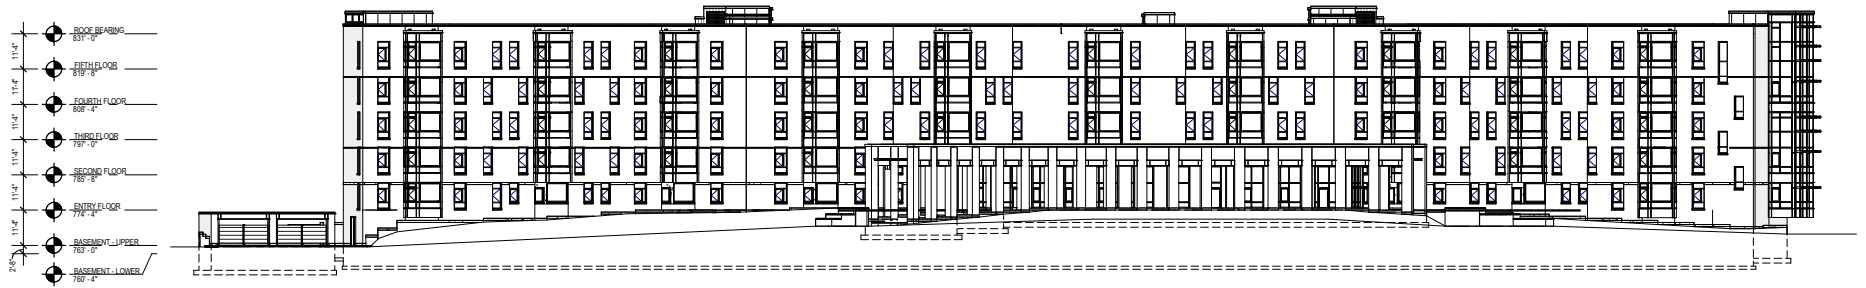 ROOF BEARING
831' - 0"
11'4"
FIFTH FLOOR
819' - 8"
11'-4"
FOURTH FLOOR
808' - 4"
11'4"
THIRD FLOOR
797' - 0"
11'4"
SECOND FLOOR
785' - 8"
11'4"
ENTRY FLOOR
774' - 4"
11'4"
BASEMENT - UPPER
763' - 0"
2'-8"
BASEMENT - LOWER
760' - 4"